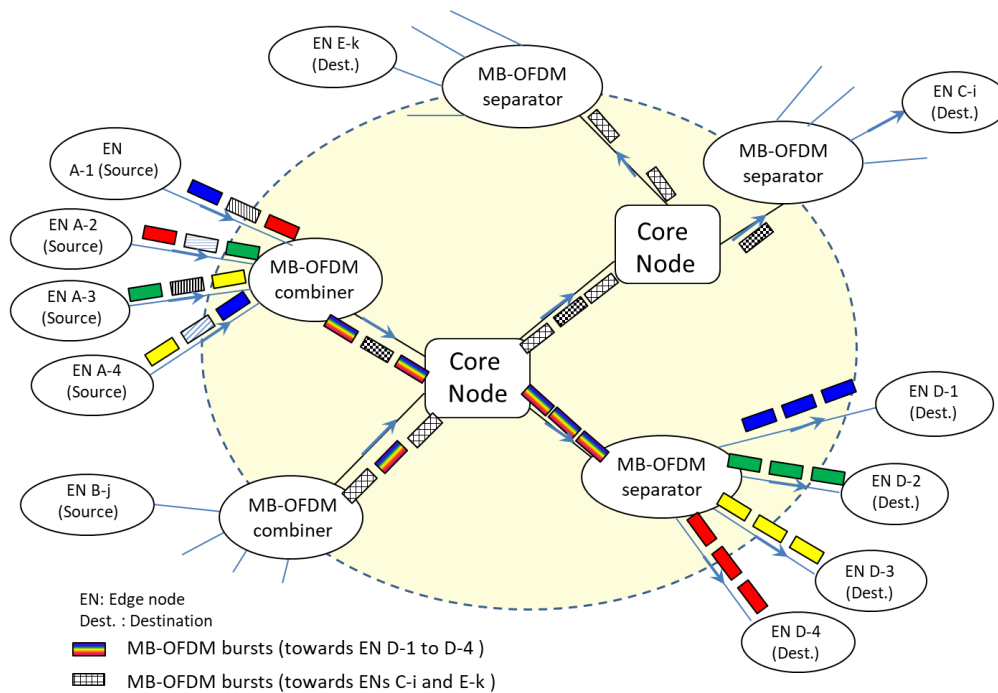 EN E-k
(Dest.)
MB-OFDM
separator
EN C-i
(Dest.)
MB-OFDM
separator
EN
A-1 (Source)
EN A-2
(Source)
EN A-3
(Source)
EN A-4
(Source)
MB-OFDM
combiner
Core
Node
Core
Node
EN D-1
(Dest.)
MB-OFDM
separator
EN D-2
(Dest.)
EN B-j
(Source)
MB-OFDM
combiner
EN D-3
(Dest.)
EN D-4
(Dest.)
EN: Edge node
Dest. : Destination
MB-OFDM bursts (towards EN D-1 to D-4 )
MB-OFDM bursts (towards ENs C-i and E-k )